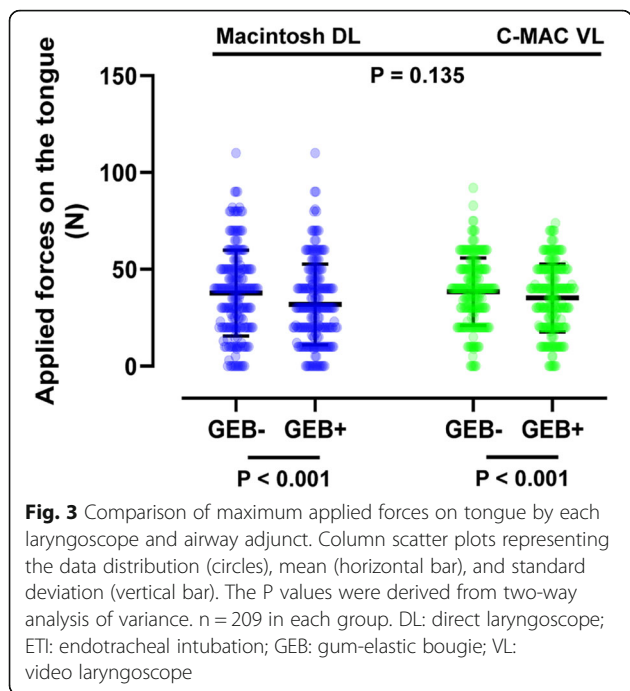 Macintosh DL C-MAC VL
P = 0.135
Applied forces on the tongue
(N)
150
100
50
0
GEB- GEB+ GEB- GEB+
P < 0.001 P < 0.001
Fig. 3 Comparison of maximum applied forces on tongue by each
laryngoscope and airway adjunct. Column scatter plots representing
the data distribution (circles), mean (horizontal bar), and standard
deviation (vertical bar). The P values were derived from two-way
analysis of variance. n = 209 in each group. DL: direct laryngoscope;
ETI: endotracheal intubation; GEB: gum-elastic bougie; VL:
video laryngoscope